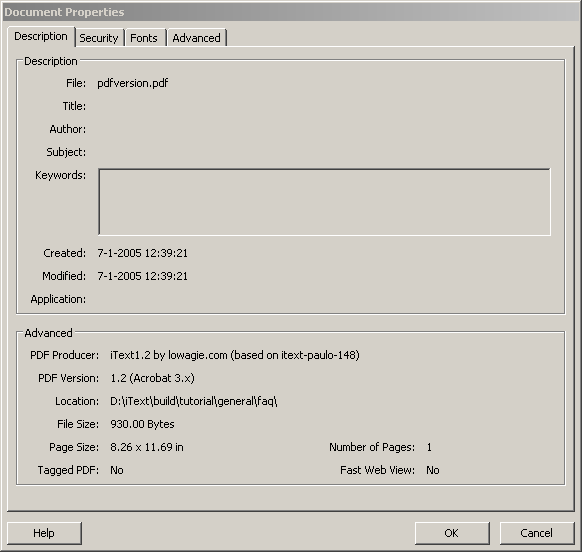 Document Properties
Description Security Fonts Advanced
Description
File: pdfversion.pdf
Title:
Author:
Subject:
Keywords:
Created: 7-1-2005 12:39:21
Modified: 7-1-2005 12:39:21
Application:
Advanced
PDF Producer: iText1.2 by lowagie.com (based on itext-paulo-148)
PDF Version: 1.2 (Acrobat 3.x)
Location: D:\iText\build\tutorial\general\faq\
File Size: 930.00 Bytes
Page Size: 8.26 x 11.69 in Number of Pages: 1
Tagged PDF: No Fast Web View: No
Help OK Cancel